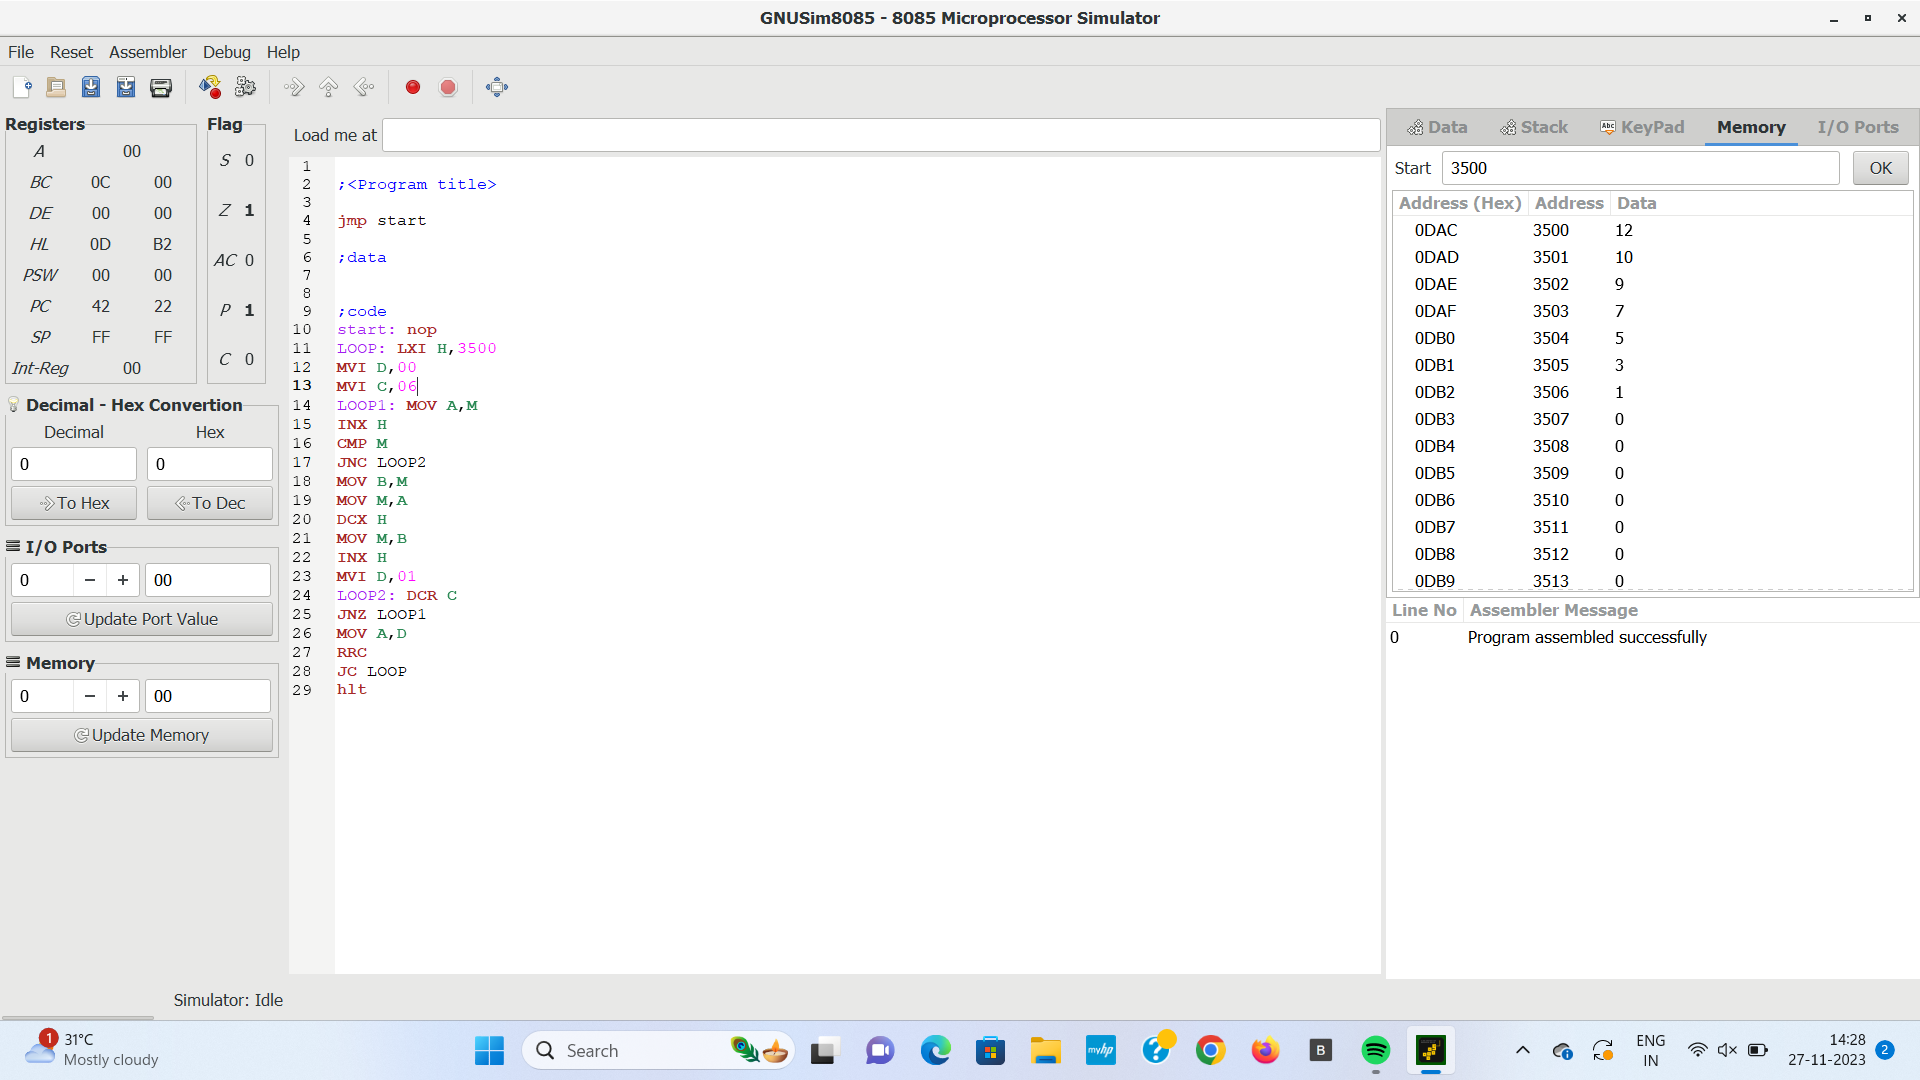 GNUSim8085 - 8085 Microprocessor Simulator
File Reset Assembler Debug Help
Registers
A 00
BC 0C 00
DE 00 00
HL 0D B2
PSW 00 00
PC 42 22
SP FF FF
Int-Reg 00
Flag
S 0
Z 1
AC 0
P 1
C 0
Decimal - Hex Convertion
Decimal Hex
0 0
To Hex To Dec
I/O Ports
0 − + 00
Update Port Value
Memory
0 − + 00
Update Memory
Load me at
1
2 ;<Program title>
3
4 jmp start
5
6 ;data
7
8
9 ;code
10 start: nop
11 LOOP: LXI H,3500
12 MVI D,00
13 MVI C,06
14 LOOP1: MOV A,M
15 INX H
16 CMP M
17 JNC LOOP2
18 MOV B,M
19 MOV M,A
20 DCX H
21 MOV M,B
22 INX H
23 MVI D,01
24 LOOP2: DCR C
25 JNZ LOOP1
26 MOV A,D
27 RRC
28 JC LOOP
29 hlt
Data Stack Abc KeyPad Memory I/O Ports
Start 3500 OK
Address (Hex) Address Data
0DAC 3500 12
0DAD 3501 10
0DAE 3502 9
0DAF 3503 7
0DB0 3504 5
0DB1 3505 3
0DB2 3506 1
0DB3 3507 0
0DB4 3508 0
0DB5 3509 0
0DB6 3510 0
0DB7 3511 0
0DB8 3512 0
0DB9 3513 0
Line No Assembler Message
0 Program assembled successfully
Simulator: Idle
1 31°C
Mostly cloudy
Search
myhp
B
ENG
IN
14:28
27-11-2023
2